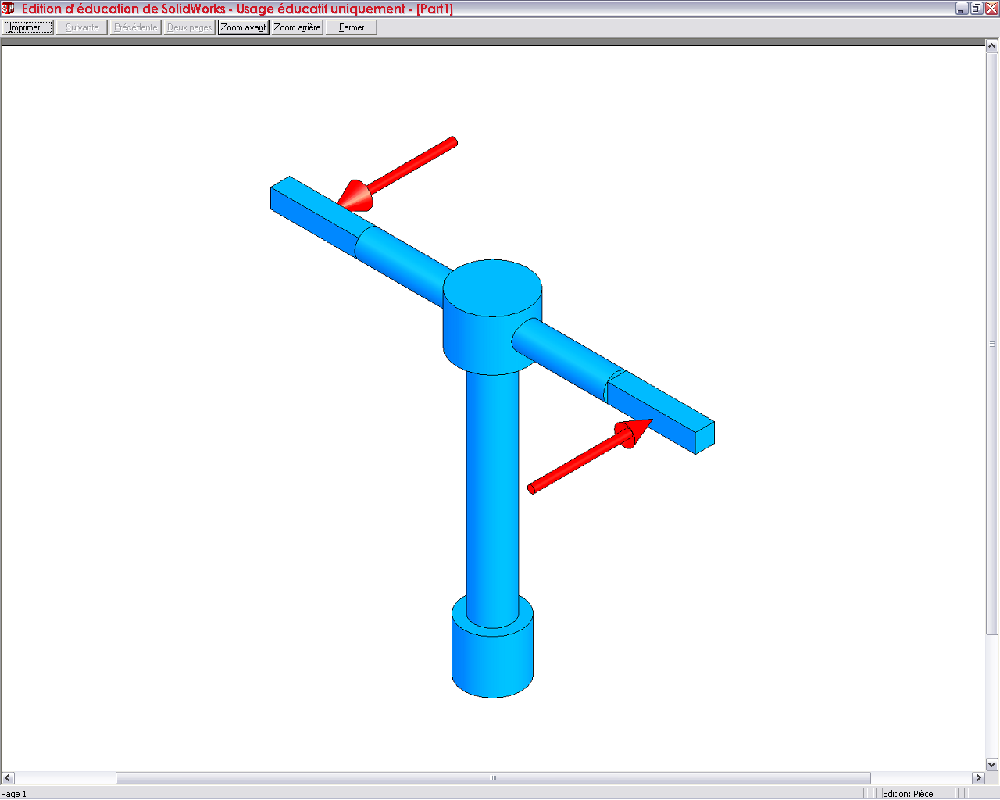 SW Edition d'éducation de SolidWorks - Usage éducatif uniquement - [Part1]
Imprimer... Suivante Précédente Deux pages Zoom avant Zoom arrière Fermer
Page 1 Edition: Pièce